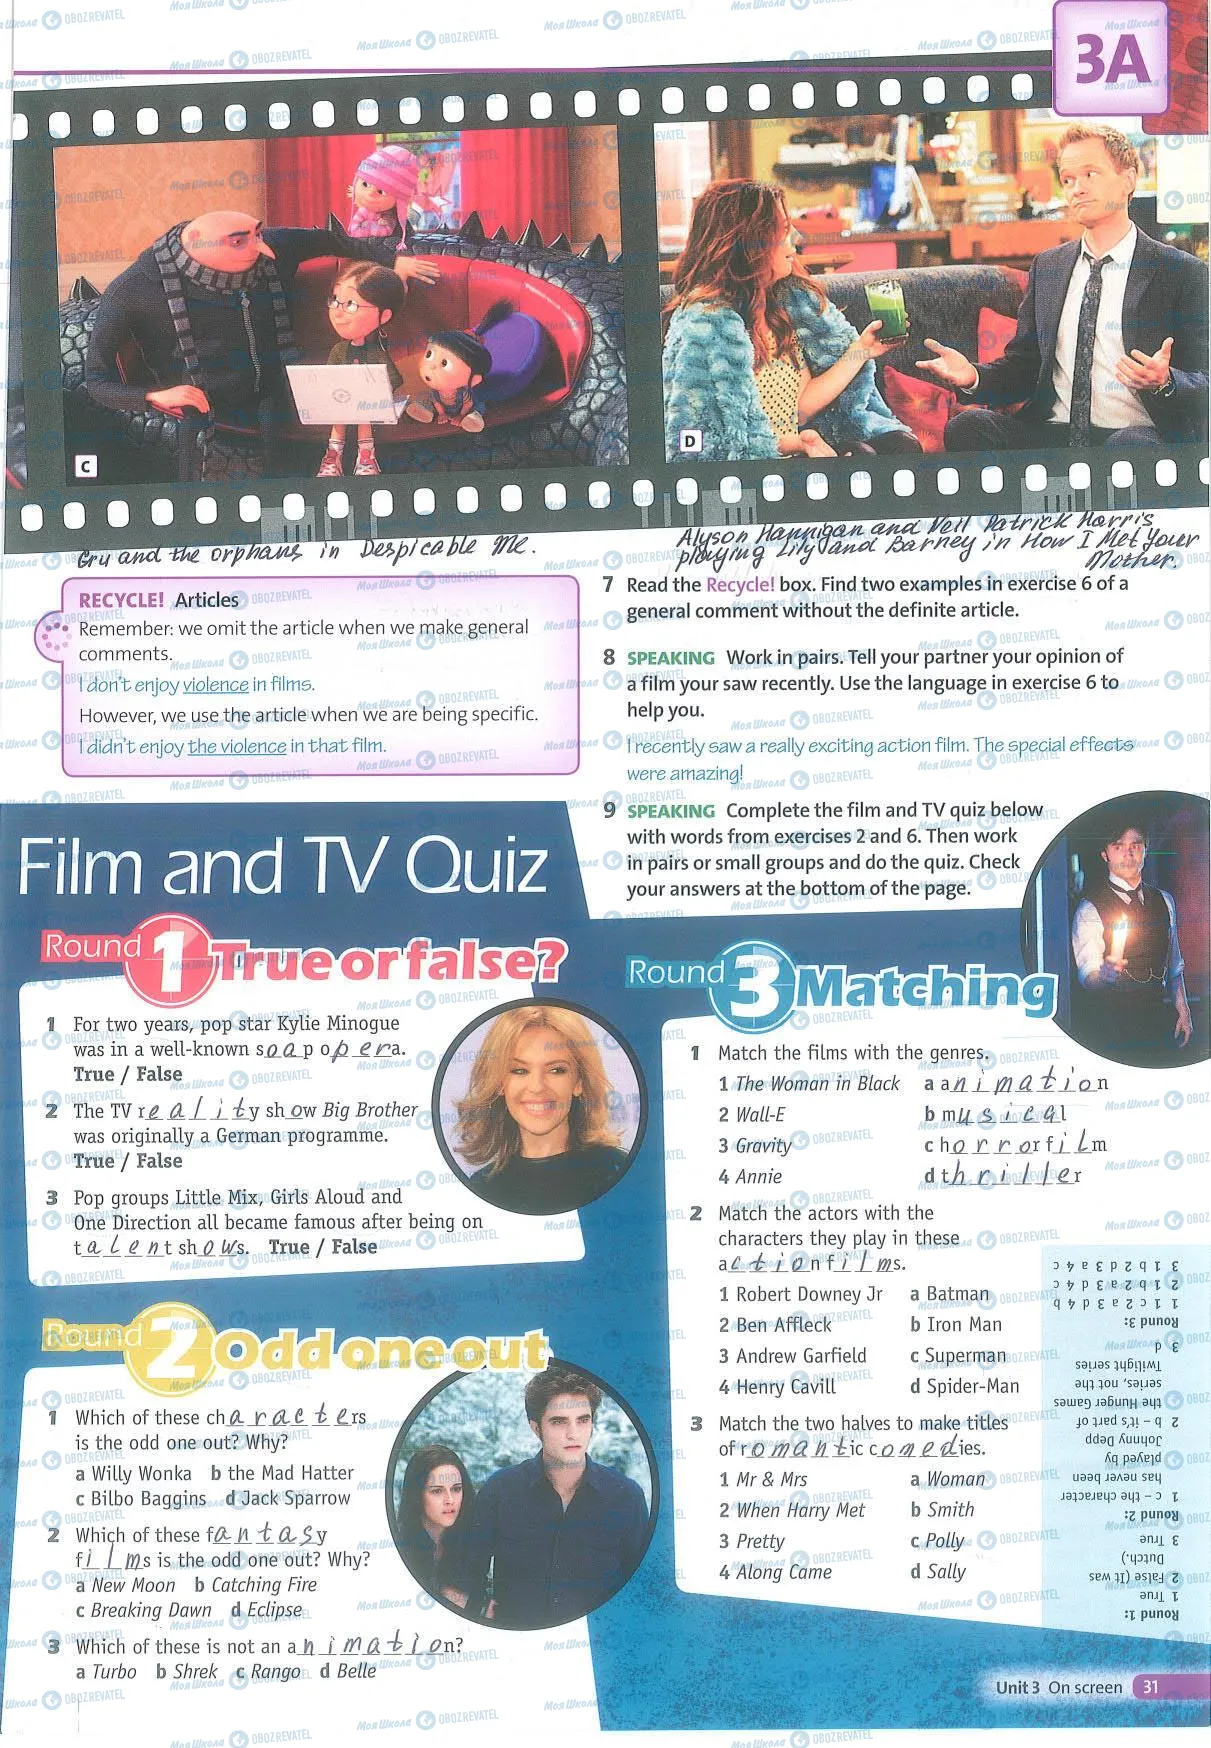 3A
C
D
Gru and the orphans in Despicable Me.
Alyson Hannigan and Neil Patrick Harris
playing Lily and Barney in How I Met Your
Mother.
RECYCLE! Articles
Remember: we omit the article when we make general
comments.
I don't enjoy violence in films.
However, we use the article when we are being specific.
I didn't enjoy the violence in that film.
7 Read the Recycle! box. Find two examples in exercise 6 of a
general comment without the definite article.
8 SPEAKING Work in pairs. Tell your partner your opinion of
a film your saw recently. Use the language in exercise 6 to
help you.
I recently saw a really exciting action film. The special effects
were amazing!
9 SPEAKING Complete the film and TV quiz below
with words from exercises 2 and 6. Then work
in pairs or small groups and do the quiz. Check
your answers at the bottom of the page.
Film and TV Quiz
Round 1 True or false?
1 For two years, pop star Kylie Minogue
was in a well-known soap opera.
True / False
2 The TV reality show Big Brother
was originally a German programme.
True / False
3 Pop groups Little Mix, Girls Aloud and
One Direction all became famous after being on
talent shows. True / False
Round 2 Odd one out
1 Which of these characters
is the odd one out? Why?
a Willy Wonka b the Mad Hatter
c Bilbo Baggins d Jack Sparrow
2 Which of these fantasy
films is the odd one out? Why?
a New Moon b Catching Fire
c Breaking Dawn d Eclipse
3 Which of these is not an animation?
a Turbo b Shrek c Rango d Belle
Round 3 Matching
1 Match the films with the genres.
1 The Woman in Black a animation
2 Wall-E b musical
3 Gravity c horror film
4 Annie d thriller
2 Match the actors with the
characters they play in these
action films.
1 Robert Downey Jr a Batman
2 Ben Affleck b Iron Man
3 Andrew Garfield c Superman
4 Henry Cavill d Spider-Man
3 Match the two halves to make titles
of romantic comedies.
1 Mr & Mrs a Woman
2 When Harry Met b Smith
3 Pretty c Polly
4 Along Came d Sally
Round 1:
1 True
2 False (It was
Dutch.)
3 True
Round 2:
1 c – the character
has never been
played by
Johnny Depp
2 b – it's part of
the Hunger Games
series, not the
Twilight series
3 d
Round 3:
1 1 c 2 a 3 d 4 b
2 1 b 2 a 3 d 4 c
3 1 b 2 d 3 a 4 c
Unit 3 On screen 31
Моя Школа OBOZREVATEL